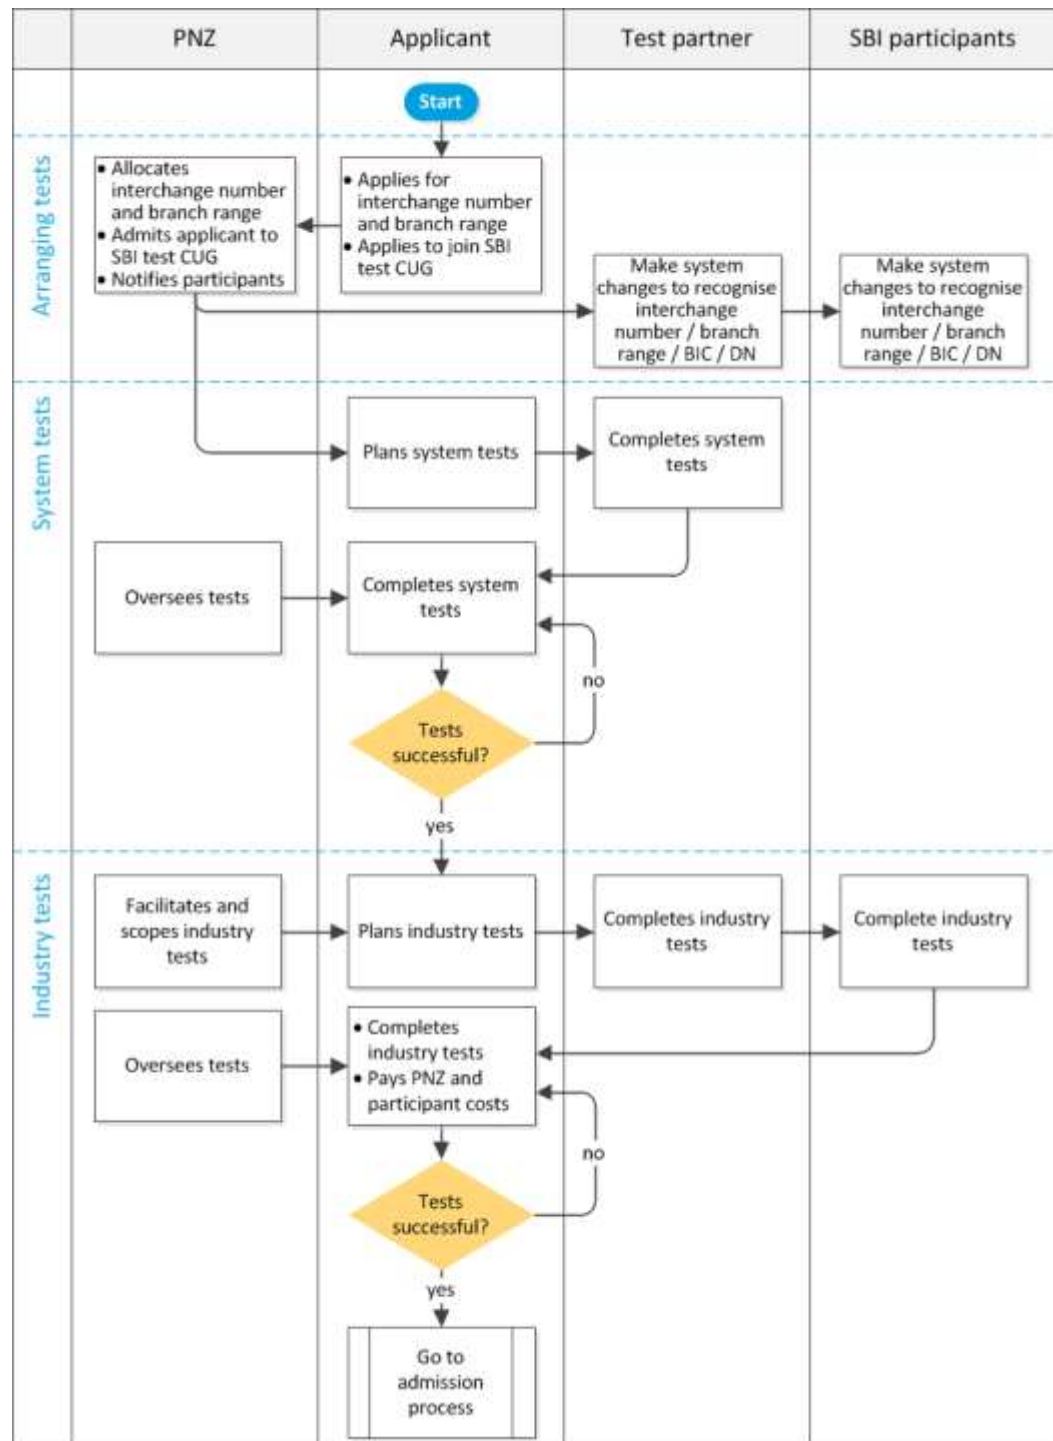 PNZ
Applicant
Test partner
SBI participants
Start
Arranging tests
• Allocates
interchange number
and branch range
• Admits applicant to
SBI test CUG
• Notifies participants
• Applies for
interchange number
and branch range
• Applies to join SBI
test CUG
Make system
changes to recognise
interchange
number / branch
range / BIC / DN
Make system
changes to recognise
interchange
number / branch
range / BIC / DN
System tests
Plans system tests
Completes system
tests
Oversees tests
Completes system
tests
no
Tests
successful?
yes
Industry tests
Facilitates and
scopes industry
tests
Plans industry tests
Completes industry
tests
Complete industry
tests
Oversees tests
• Completes
industry tests
• Pays PNZ and
participant costs
no
Tests
successful?
yes
Go to
admission
process